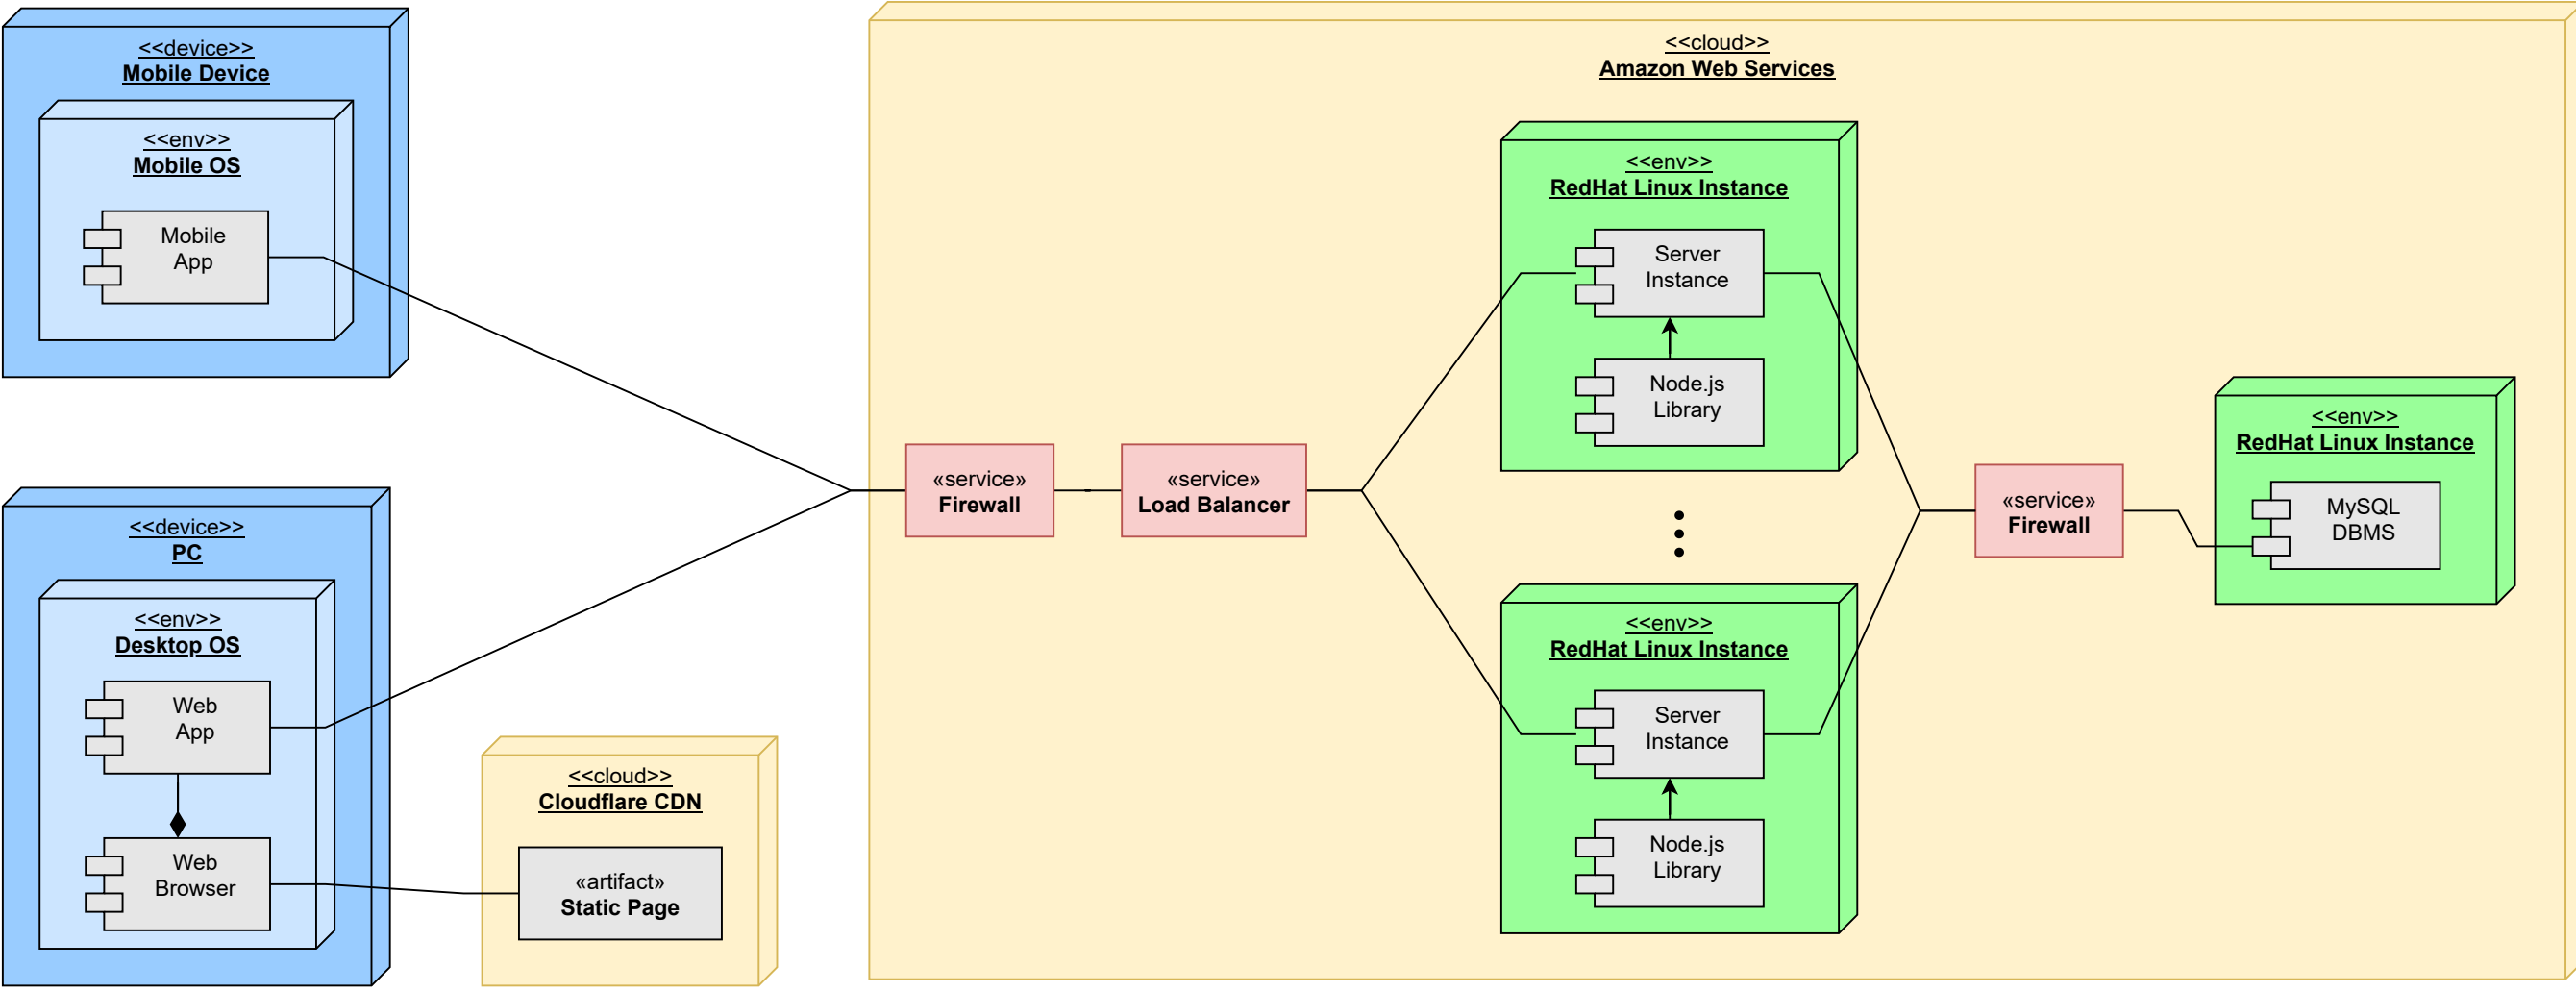 <<device>>
Mobile Device
<<env>>
Mobile OS
Mobile
App
<<device>>
PC
<<env>>
Desktop OS
Web
App
Web
Browser
<<cloud>>
Cloudflare CDN
«artifact»
Static Page
<<cloud>>
Amazon Web Services
«service»
Firewall
«service»
Load Balancer
<<env>>
RedHat Linux Instance
Server
Instance
Node.js
Library
<<env>>
RedHat Linux Instance
Server
Instance
Node.js
Library
«service»
Firewall
<<env>>
RedHat Linux Instance
MySQL
DBMS